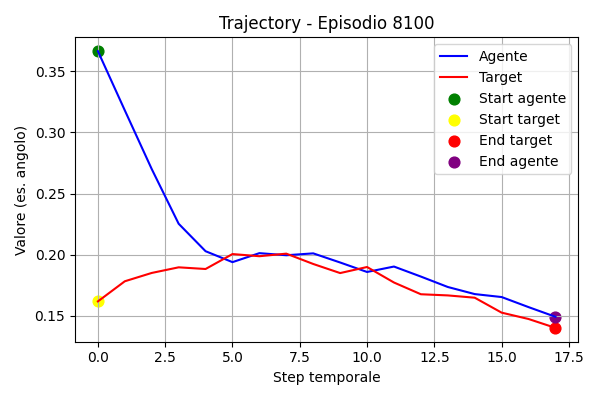 Trajectory - Episodio 8100
Valore (es. angolo)
0.35
0.30
0.25
0.20
0.15
Agente
Target
Start agente
Start target
End target
End agente
0.0 2.5 5.0 7.5 10.0 12.5 15.0 17.5
Step temporale